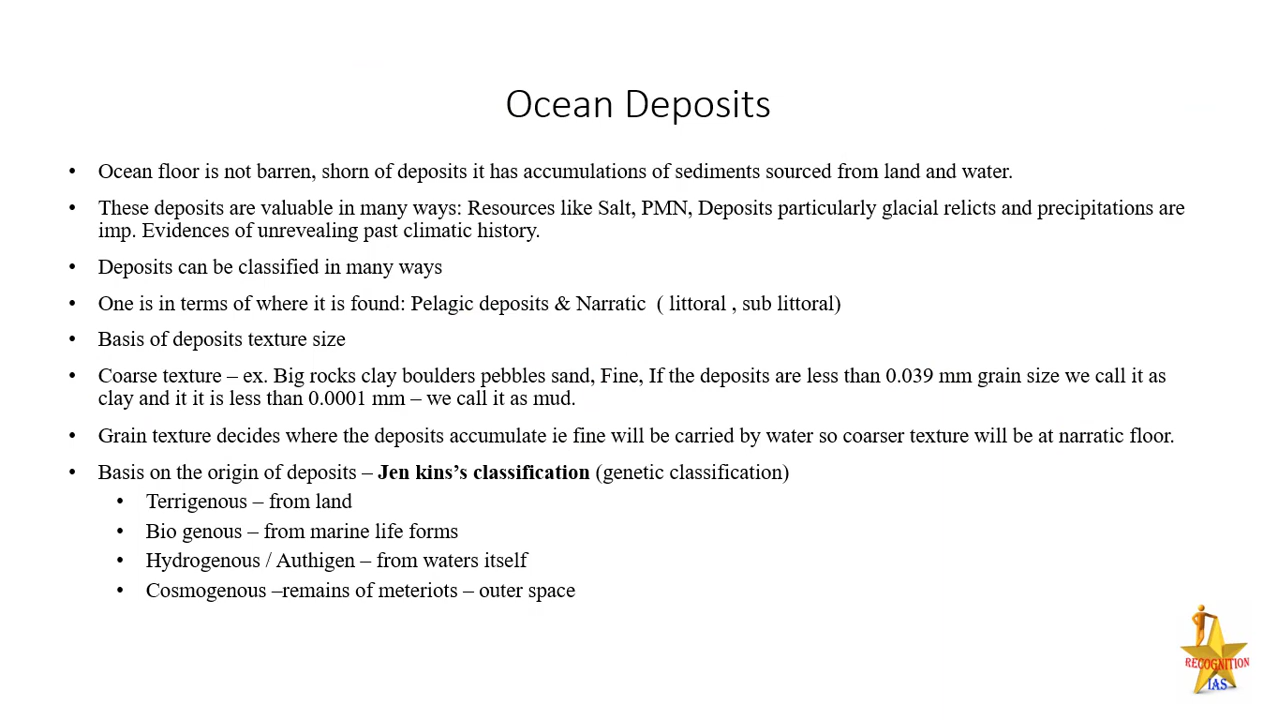 Ocean Deposits
• Ocean floor is not barren, shorn of deposits it has accumulations of sediments sourced from land and water.
• These deposits are valuable in many ways: Resources like Salt, PMN, Deposits particularly glacial relicts and precipitations are
imp. Evidences of unrevealing past climatic history.
• Deposits can be classified in many ways
• One is in terms of where it is found: Pelagic deposits & Narratic ( littoral , sub littoral)
• Basis of deposits texture size
• Coarse texture – ex. Big rocks clay boulders pebbles sand, Fine, If the deposits are less than 0.039 mm grain size we call it as
clay and it it is less than 0.0001 mm – we call it as mud.
• Grain texture decides where the deposits accumulate ie fine will be carried by water so coarser texture will be at narratic floor.
• Basis on the origin of deposits – Jen kins's classification (genetic classification)
• Terrigenous – from land
• Bio genous – from marine life forms
• Hydrogenous / Authigen – from waters itself
• Cosmogenous –remains of meteriots – outer space
RECOGNITION
IAS